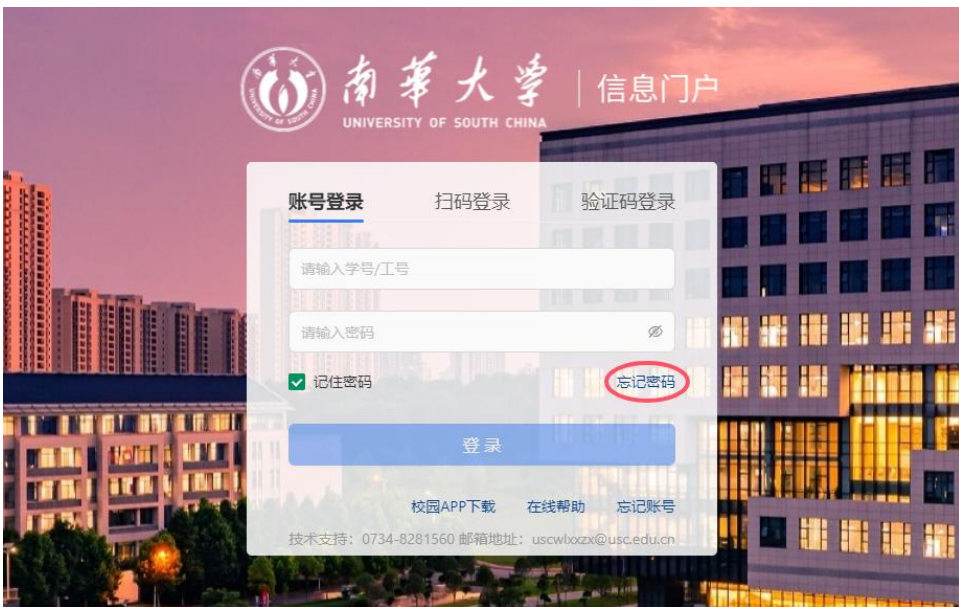 南華大学 | 信息门户
UNIVERSITY OF SOUTH CHINA
账号登录 扫码登录 验证码登录
请输入学号/工号
请输入密码
记住密码 忘记密码
登 录
校园APP下载 在线帮助 忘记账号
技术支持：0734-8281560 邮箱地址：uscwlxxzx@usc.edu.cn